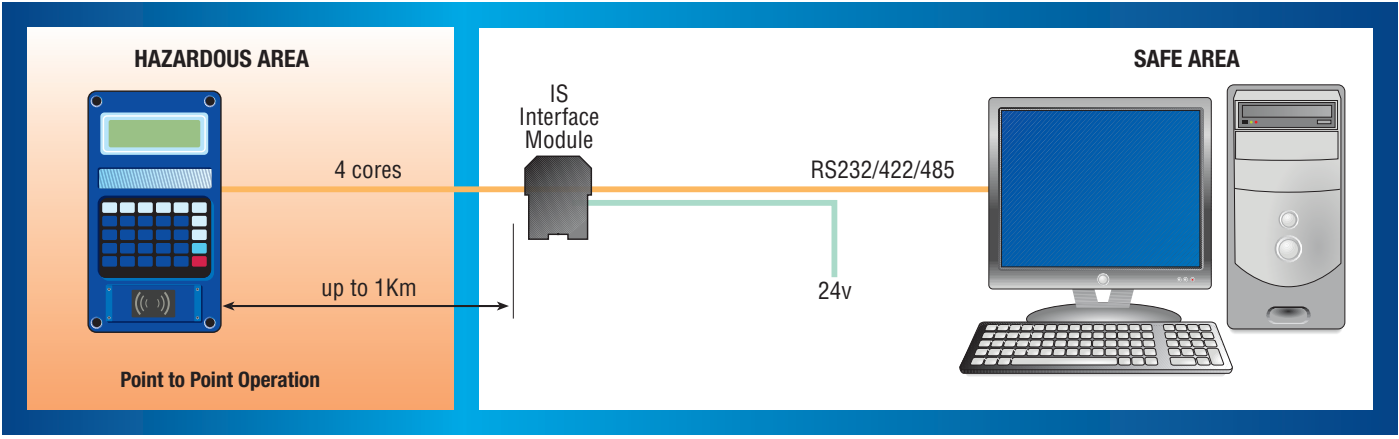 HAZARDOUS AREA
SAFE AREA
IS
Interface
Module
4 cores
RS232/422/485
up to 1Km
24v
Point to Point Operation